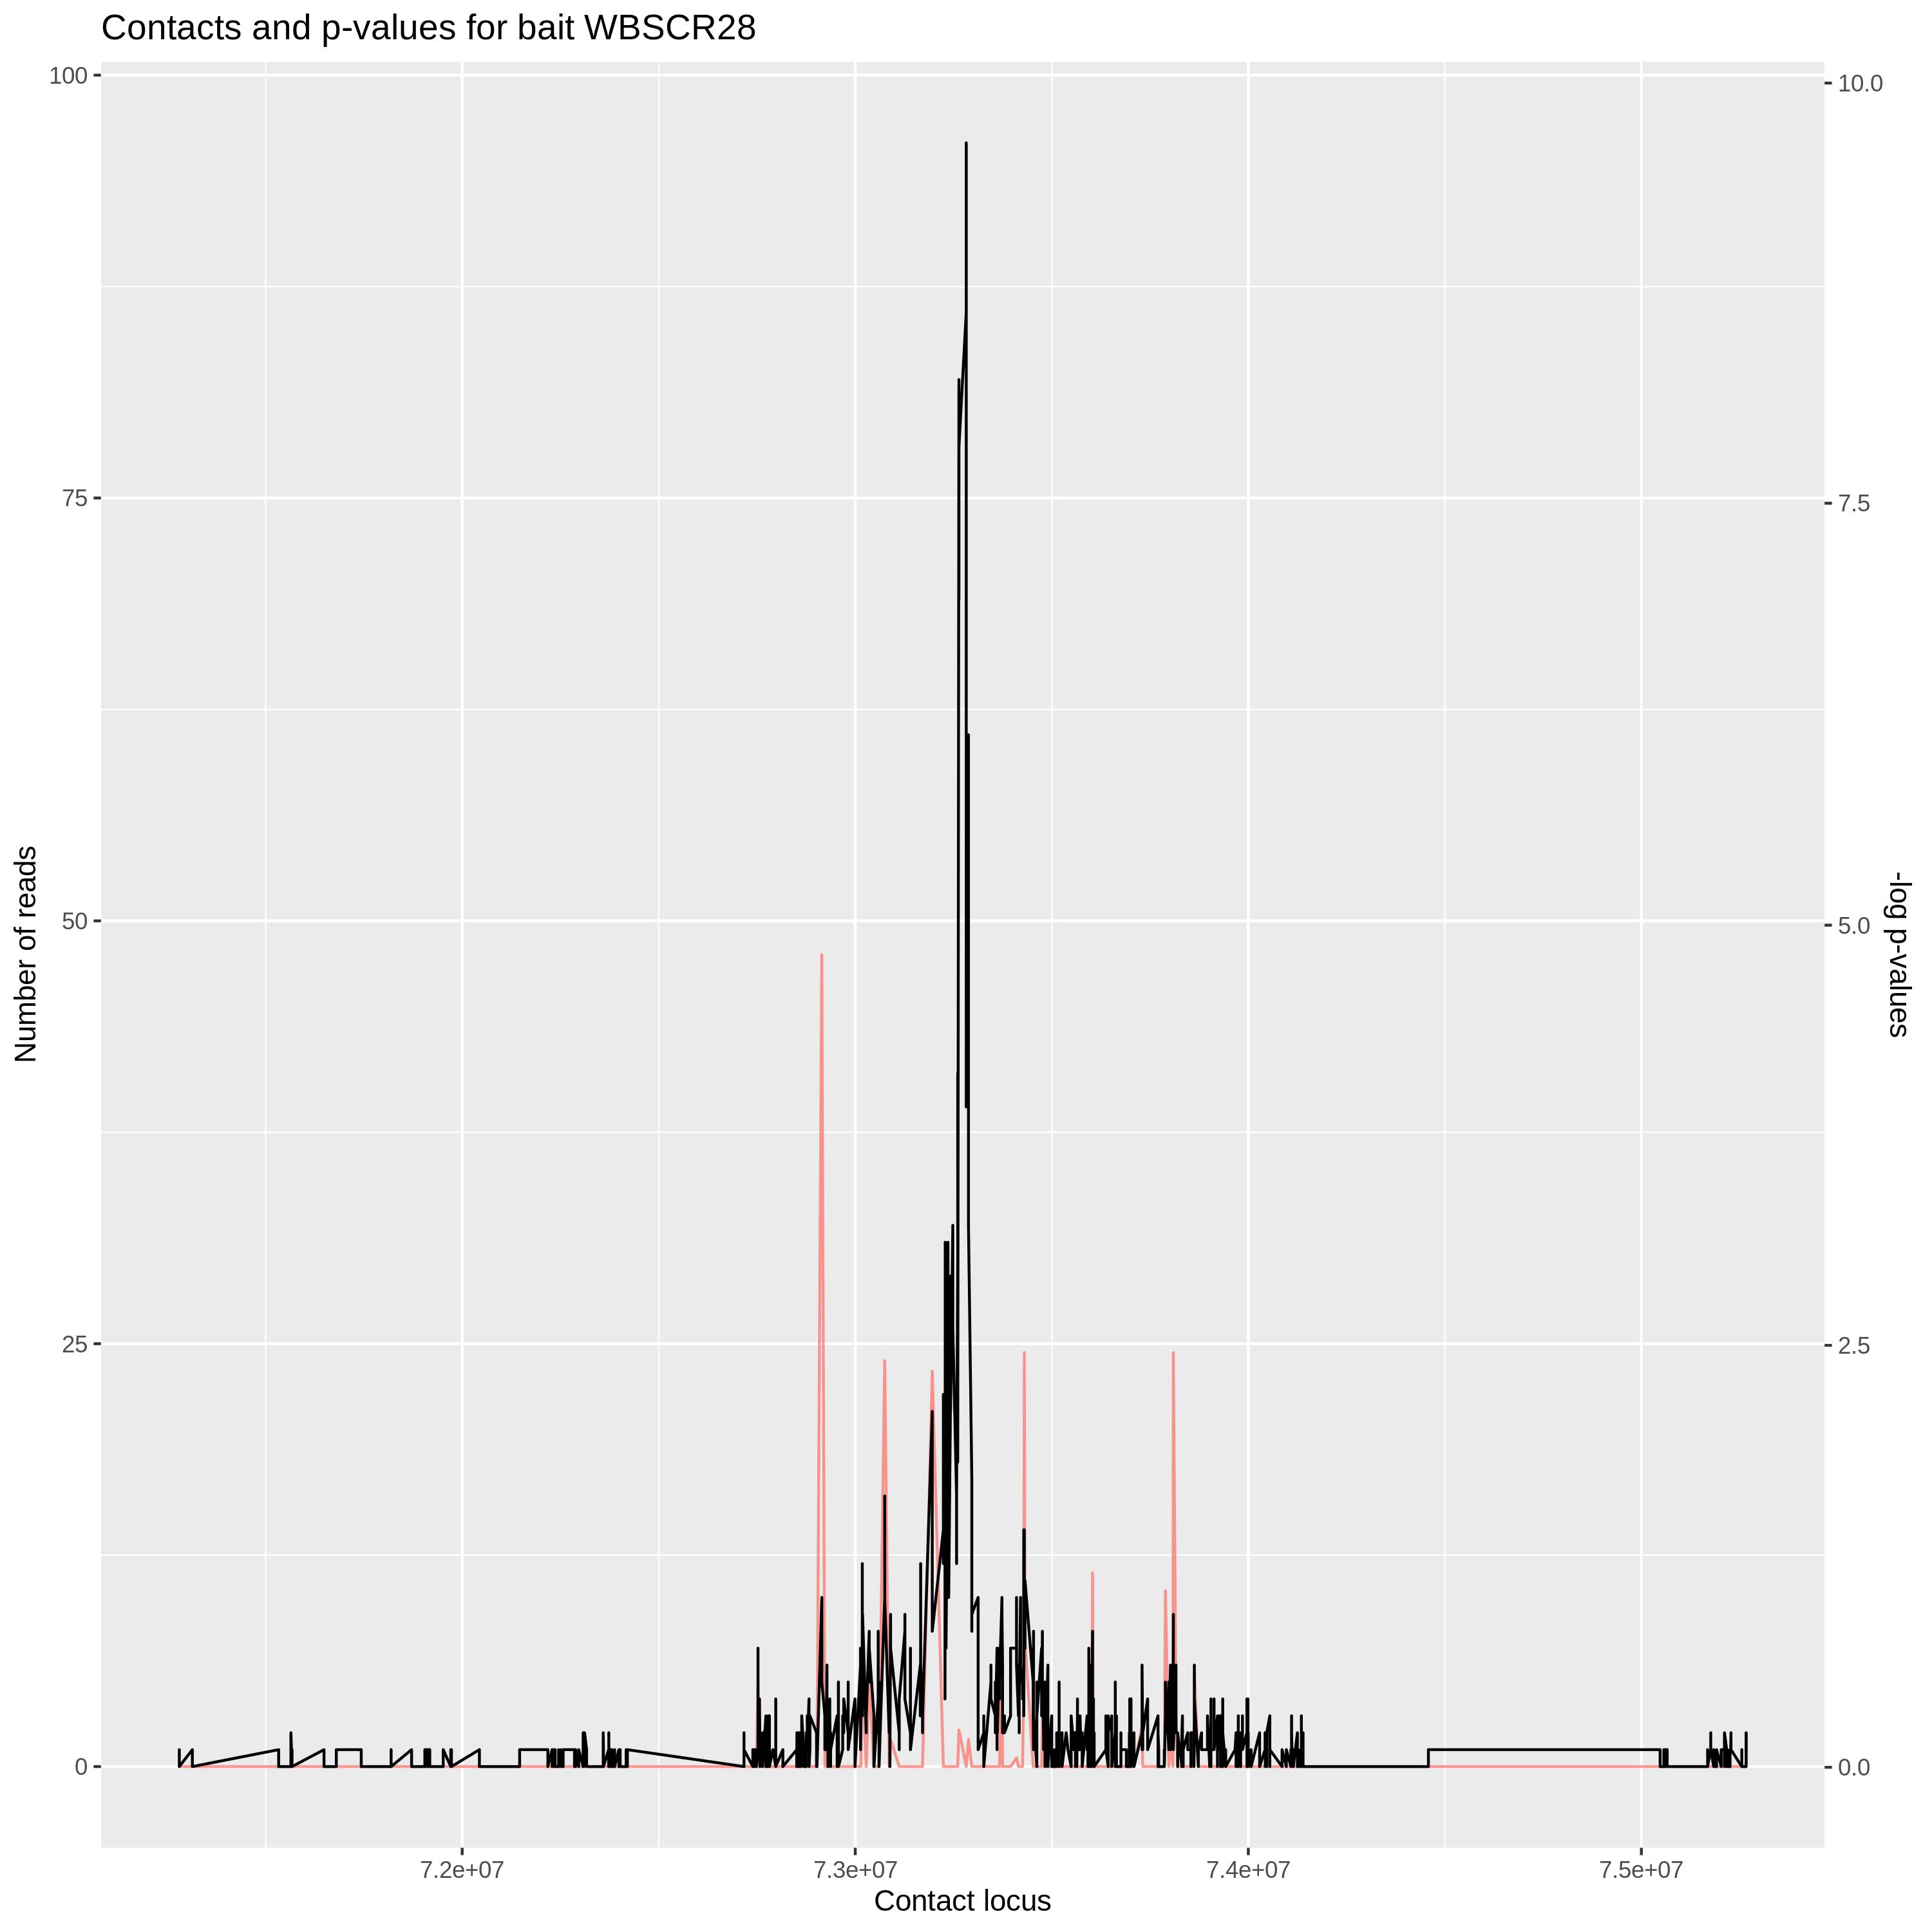 Contacts and p-values for bait WBSCR28
100
75
50
25
0
Number of reads
10.0
7.5
5.0
2.5
0.0
-log p-values
7.2e+07 7.3e+07 7.4e+07 7.5e+07
Contact locus